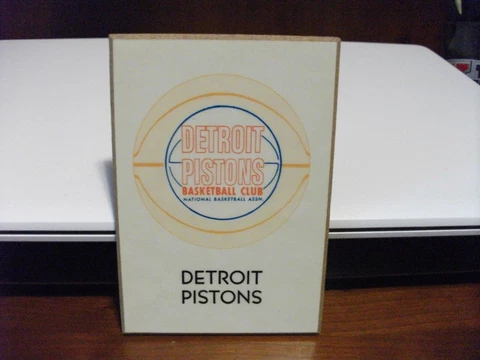 DETROIT
PISTONS
BASKETBALL CLUB
NATIONAL BASKETBALL ASSN
DETROIT
PISTONS